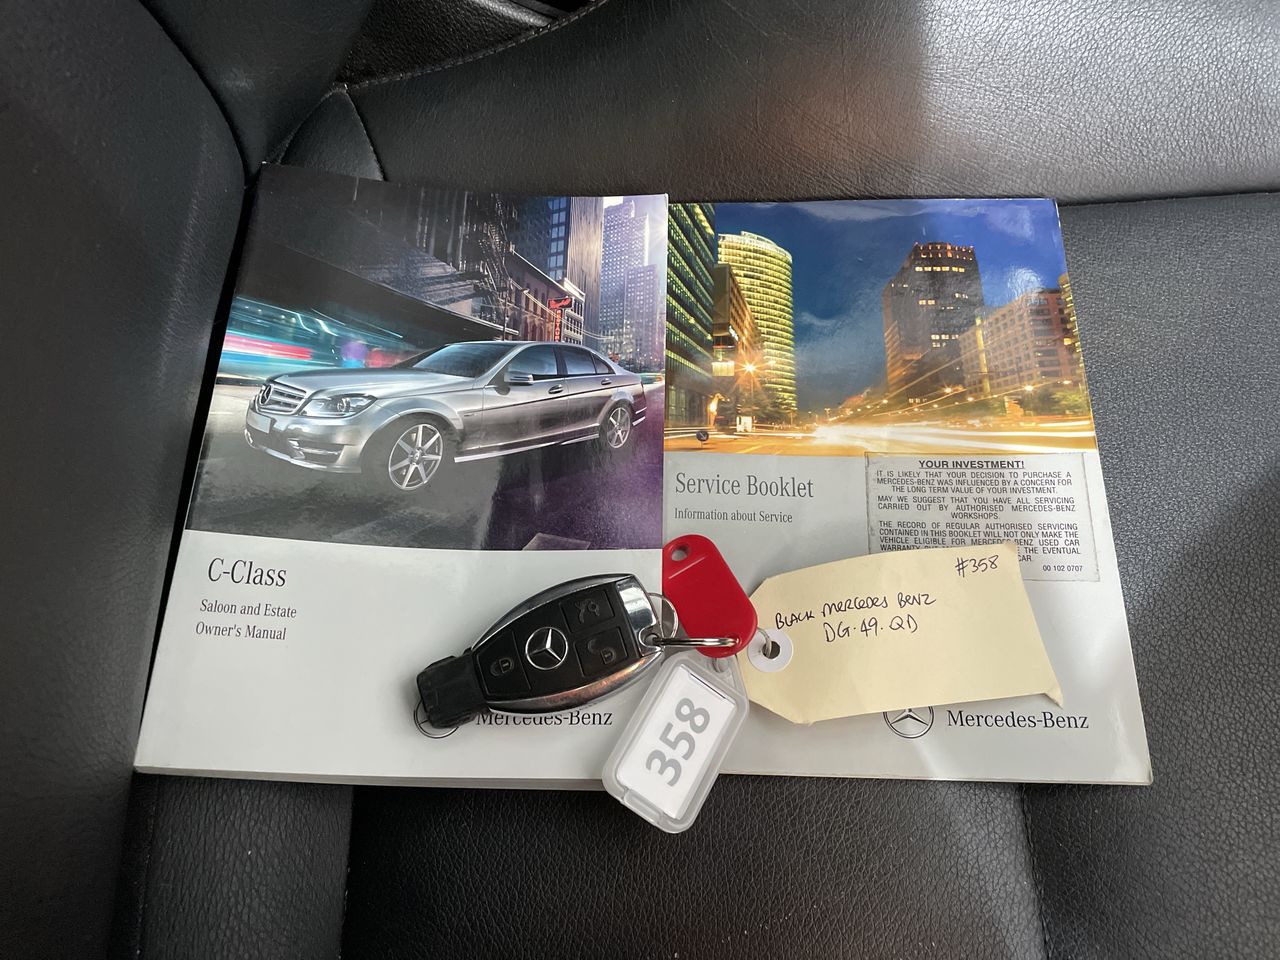 C-Class
Saloon and Estate
Owner's Manual
Mercedes-Benz
Service Booklet
Information about Service
YOUR INVESTMENT!
IT IS LIKELY THAT YOUR DECISION TO PURCHASE A
MERCEDES-BENZ WAS INFLUENCED BY A CONCERN FOR
THE LONG TERM VALUE OF YOUR INVESTMENT.
MAY WE SUGGEST THAT YOU HAVE ALL SERVICING
CARRIED OUT BY AUTHORISED MERCEDES-BENZ
WORKSHOPS.
THE RECORD OF REGULAR AUTHORISED SERVICING
CONTAINED IN THIS BOOKLET WILL NOT ONLY MAKE THE
VEHICLE ELIGIBLE FOR MERCEDES-BENZ USED CAR
WARRANTY THE EVENTUAL
CAR
00 102 0707
#358
BLACK MERCEDES BENZ
DG.49.QD
358
Mercedes-Benz